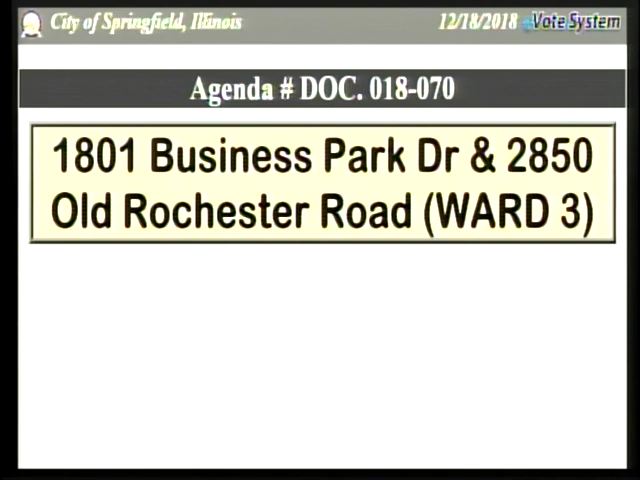 City of Springfield, Illinois 12/18/2018 Vote System
Agenda # DOC. 018-070
1801 Business Park Dr & 2850
Old Rochester Road (WARD 3)